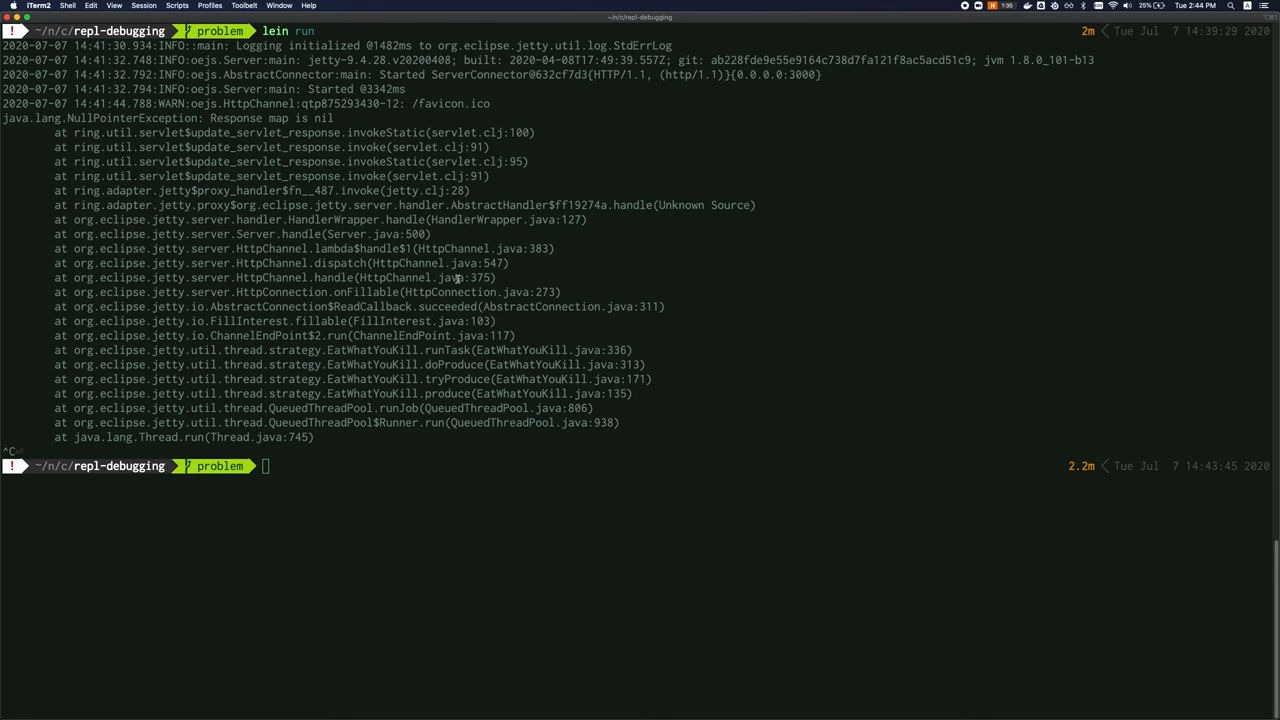 iTerm2 Shell Edit View Session Scripts Profiles Toolbelt Window Help 1:35 25% Tue 2:44 PM
~/n/c/repl-debugging
! ~/n/c/repl-debugging problem lein run 2m Tue Jul 7 14:39:29 2020
2020-07-07 14:41:30.934:INFO::main: Logging initialized @1482ms to org.eclipse.jetty.util.log.StdErrLog
2020-07-07 14:41:32.748:INFO:oejs.Server:main: jetty-9.4.28.v20200408; built: 2020-04-08T17:49:39.557Z; git: ab228fde9e55e9164c738d7fa121f8ac5acd51c9; jvm 1.8.0_101-b13
2020-07-07 14:41:32.792:INFO:oejs.AbstractConnector:main: Started ServerConnector@632cf7d3{HTTP/1.1, (http/1.1)}{0.0.0.0:3000}
2020-07-07 14:41:32.794:INFO:oejs.Server:main: Started @3342ms
2020-07-07 14:41:44.788:WARN:oejs.HttpChannel:qtp875293430-12: /favicon.ico
java.lang.NullPointerException: Response map is nil
at ring.util.servlet$update_servlet_response.invokeStatic(servlet.clj:100)
at ring.util.servlet$update_servlet_response.invoke(servlet.clj:91)
at ring.util.servlet$update_servlet_response.invokeStatic(servlet.clj:95)
at ring.util.servlet$update_servlet_response.invoke(servlet.clj:91)
at ring.adapter.jetty$proxy_handler$fn__487.invoke(jetty.clj:28)
at ring.adapter.jetty.proxy$org.eclipse.jetty.server.handler.AbstractHandler$ff19274a.handle(Unknown Source)
at org.eclipse.jetty.server.handler.HandlerWrapper.handle(HandlerWrapper.java:127)
at org.eclipse.jetty.server.Server.handle(Server.java:500)
at org.eclipse.jetty.server.HttpChannel.lambda$handle$1(HttpChannel.java:383)
at org.eclipse.jetty.server.HttpChannel.dispatch(HttpChannel.java:547)
at org.eclipse.jetty.server.HttpChannel.handle(HttpChannel.java:375)
at org.eclipse.jetty.server.HttpConnection.onFillable(HttpConnection.java:273)
at org.eclipse.jetty.io.AbstractConnection$ReadCallback.succeeded(AbstractConnection.java:311)
at org.eclipse.jetty.io.FillInterest.fillable(FillInterest.java:103)
at org.eclipse.jetty.io.ChannelEndPoint$2.run(ChannelEndPoint.java:117)
at org.eclipse.jetty.util.thread.strategy.EatWhatYouKill.runTask(EatWhatYouKill.java:336)
at org.eclipse.jetty.util.thread.strategy.EatWhatYouKill.doProduce(EatWhatYouKill.java:313)
at org.eclipse.jetty.util.thread.strategy.EatWhatYouKill.tryProduce(EatWhatYouKill.java:171)
at org.eclipse.jetty.util.thread.strategy.EatWhatYouKill.produce(EatWhatYouKill.java:135)
at org.eclipse.jetty.util.thread.QueuedThreadPool.runJob(QueuedThreadPool.java:806)
at org.eclipse.jetty.util.thread.QueuedThreadPool$Runner.run(QueuedThreadPool.java:938)
at java.lang.Thread.run(Thread.java:745)
^C⏎
! ~/n/c/repl-debugging problem 2.2m Tue Jul 7 14:43:45 2020